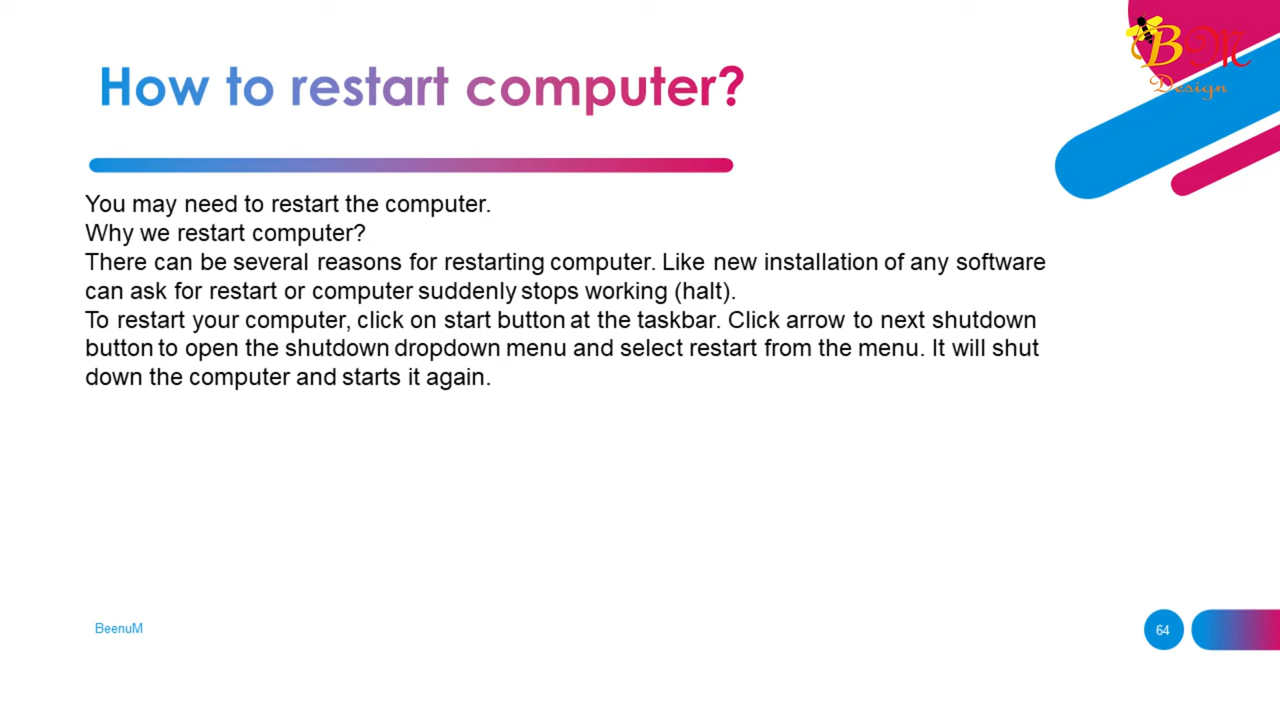 B M
Design
How to restart computer?
You may need to restart the computer.
Why we restart computer?
There can be several reasons for restarting computer. Like new installation of any software
can ask for restart or computer suddenly stops working (halt).
To restart your computer, click on start button at the taskbar. Click arrow to next shutdown
button to open the shutdown dropdown menu and select restart from the menu. It will shut
down the computer and starts it again.
BeenuM
64